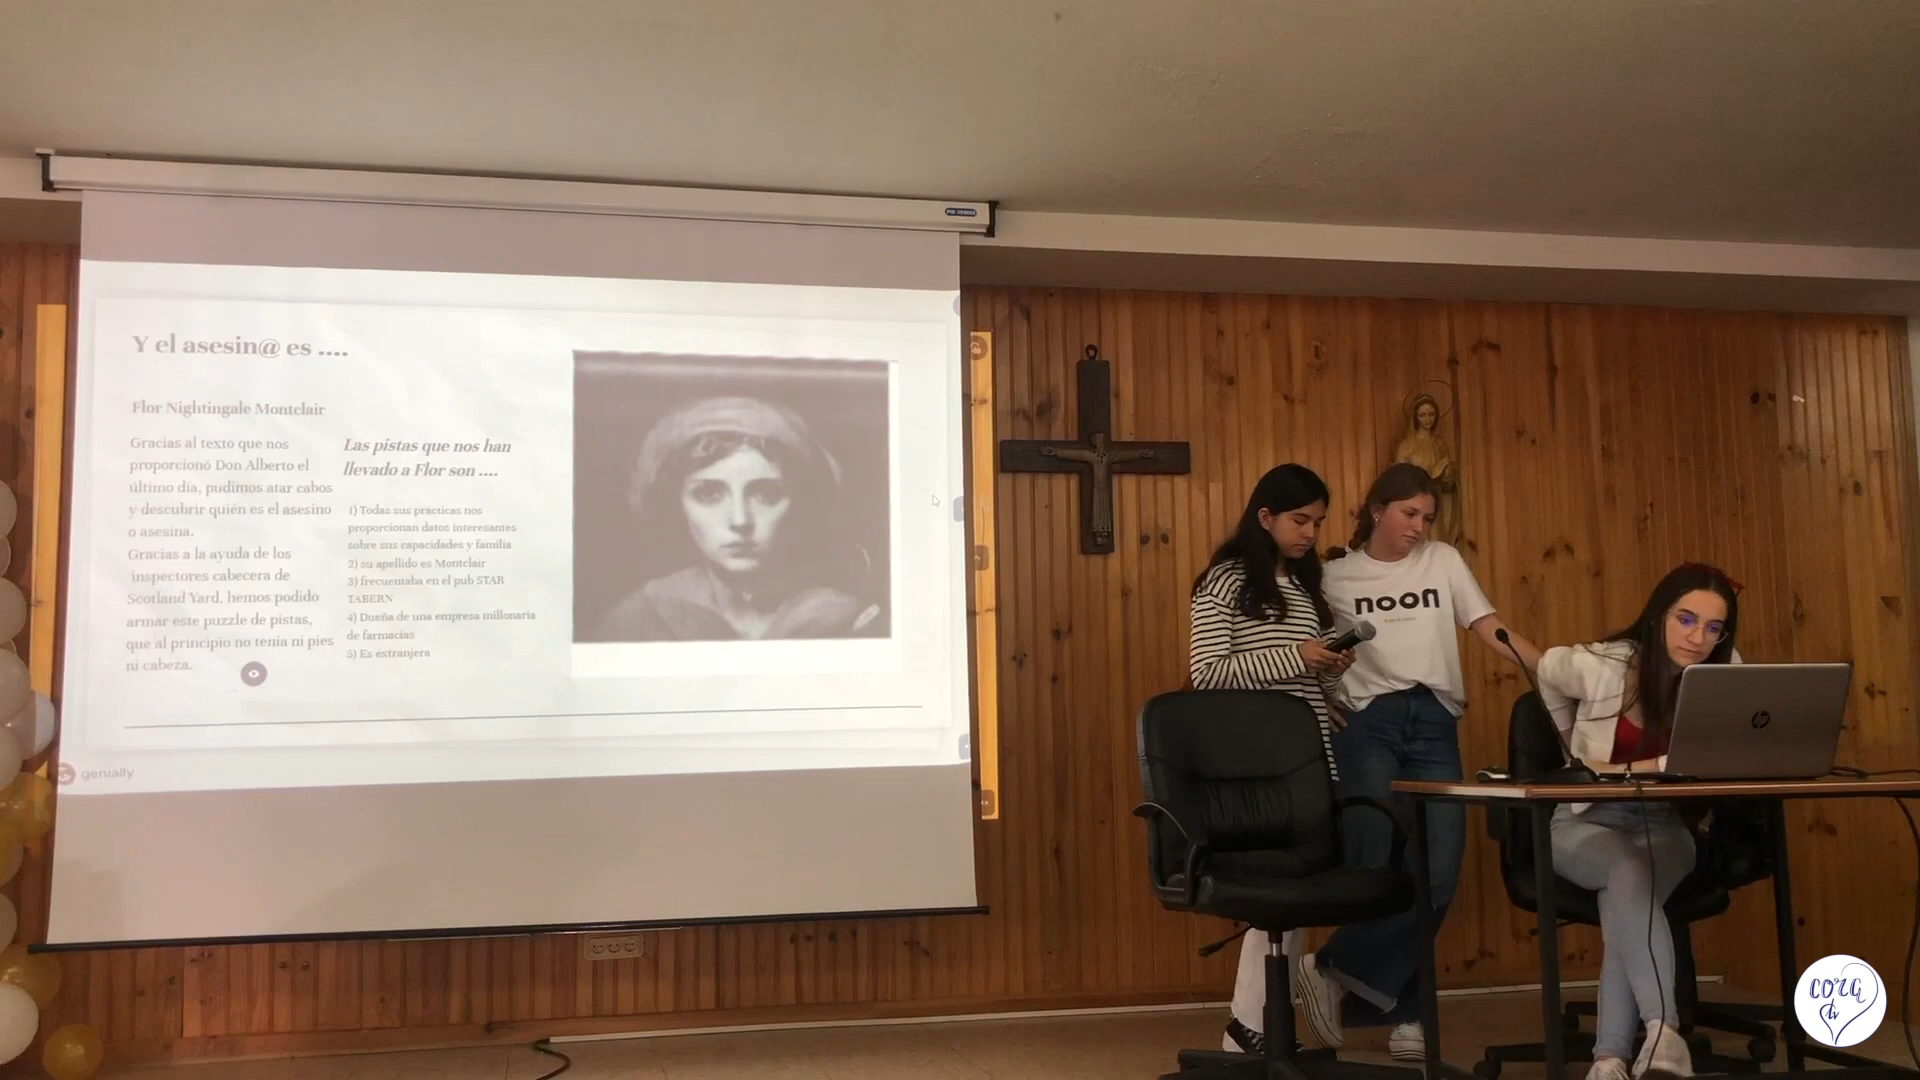 Y el asesin@ es ....
Flor Nightingale Montclair
Gracias al texto que nos
proporcionó Don Alberto el
último día, pudimos atar cabos
y descubrir quién es el asesino
o asesina.
Gracias a la ayuda de los
inspectores cabecera de
Scotland Yard, hemos podido
armar este puzzle de pistas,
que al principio no tenía ni pies
ni cabeza.
Las pistas que nos han
llevado a Flor son ....
1) Todas sus prácticas nos
proporcionan datos interesantes
sobre sus capacidades y familia
2) su apellido es Montclair
3) frecuentaba en el pub STAR
TABERN
4) Dueña de una empresa millonaria
de farmacias
5) Es extranjera
genially
noon
hp
cora
tv